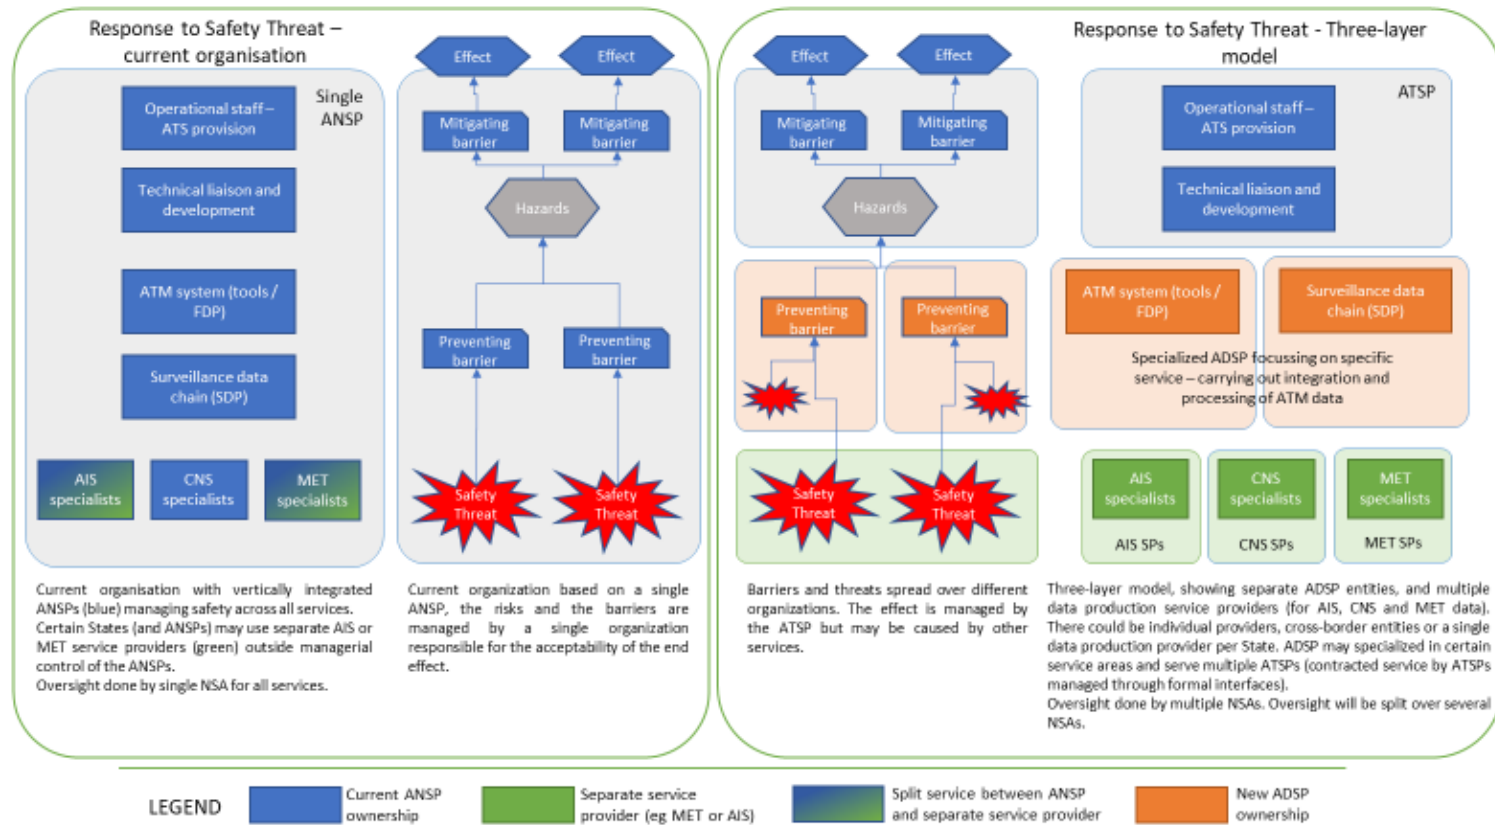 Response to Safety Threat –
current organisation
Single
ANSP
Operational staff –
ATS provision
Technical liaison and
development
ATM system (tools /
FDP)
Surveillance data
chain (SDP)
AIS
specialists
CNS
specialists
MET
specialists
Effect
Effect
Mitigating
barrier
Mitigating
barrier
Hazards
Preventing
barrier
Preventing
barrier
Safety
Threat
Safety
Threat
Current organisation with vertically integrated
ANSPs (blue) managing safety across all services.
Certain States (and ANSPs) may use separate AIS or
MET service providers (green) outside managerial
control of the ANSPs.
Oversight done by single NSA for all services.
Current organization based on a single
ANSP, the risks and the barriers are
managed by a single organization
responsible for the acceptability of the end
effect.
Response to Safety Threat - Three-layer
model
Effect
Effect
Mitigating
barrier
Mitigating
barrier
Hazards
Preventing
barrier
Preventing
barrier
Safety
Threat
Safety
Threat
ATSP
Operational staff –
ATS provision
Technical liaison and
development
ATM system (tools /
FDP)
Surveillance data
chain (SDP)
Specialized ADSP focussing on specific
service – carrying out integration and
processing of ATM data
AIS
specialists
CNS
specialists
MET
specialists
AIS SPs
CNS SPs
MET SPs
Barriers and threats spread over different
organizations. The effect is managed by
the ATSP but may be caused by other
services.
Three-layer model, showing separate ADSP entities, and multiple
data production service providers (for AIS, CNS and MET data).
There could be individual providers, cross-border entities or a single
data production provider per State. ADSP may specialized in certain
service areas and serve multiple ATSPs (contracted service by ATSPs
managed through formal interfaces).
Oversight done by multiple NSAs. Oversight will be split over several
NSAs.
LEGEND
Current ANSP
ownership
Separate service
provider (eg MET or AIS)
Split service between ANSP
and separate service provider
New ADSP
ownership